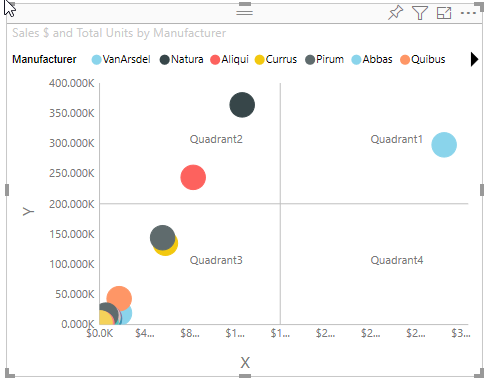 Sales $ and Total Units by Manufacturer
Manufacturer VanArsdel Natura Aliqui Currus Pirum Abbas Quibus
400.000K
350.000K
300.000K
Quadrant2 Quadrant1
250.000K
200.000K
Y
150.000K
Quadrant3 Quadrant4
100.000K
50.000K
0.000K
$0.0K $4... $8... $1... $1... $2... $2... $2... $3...
X